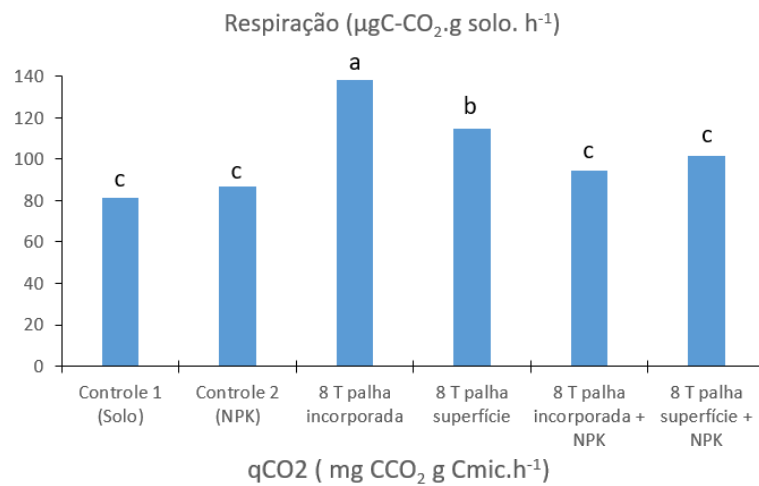 Respiração (µgC-CO₂.g solo. h⁻¹)
140
120
100
80
60
40
20
0
c
c
a
b
c
c
Controle 1
(Solo)
Controle 2
(NPK)
8 T palha
incorporada
8 T palha
superfície
8 T palha
incorporada +
NPK
8 T palha
superfície +
NPK
qCO2 ( mg CCO₂ g Cmic.h⁻¹)